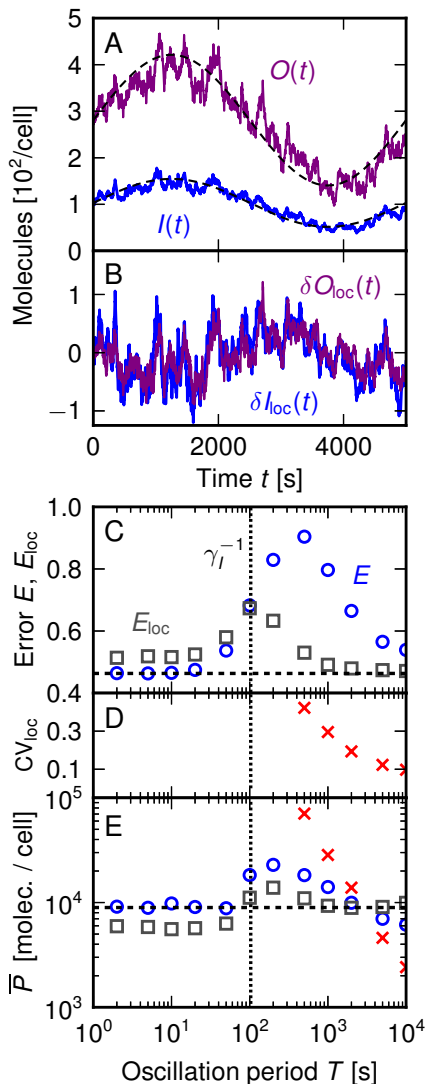 A
O(t)
I(t)
5
4
3
2
1
0
Molecules [10²/cell]
B
δO_loc(t)
δI_loc(t)
1
0
−1
0 2000 4000
Time t [s]
C
γ_I⁻¹
E
E_loc
1.0
0.8
0.6
0.4
Error E, E_loc
D
0.3
0.1
CV_loc
E
10⁵
10⁴
10³
P̅ [molec. / cell]
10⁰ 10¹ 10² 10³ 10⁴
Oscillation period T [s]